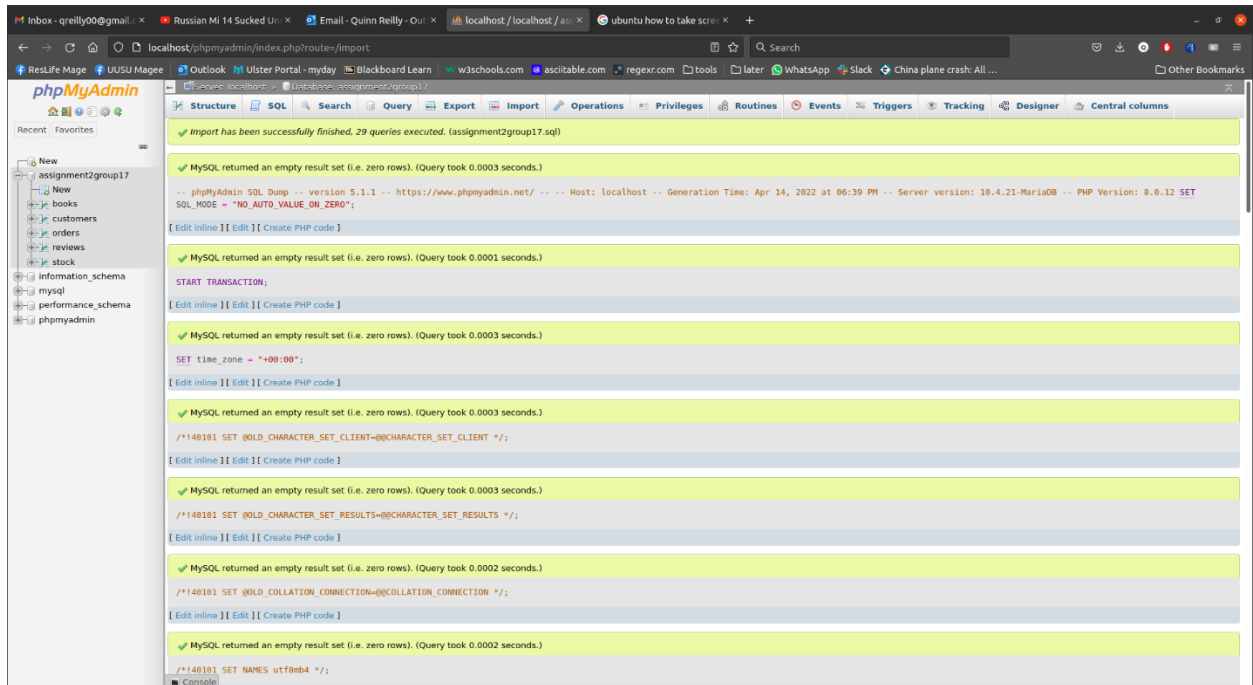 Inbox - qreilly00@gmail.c
Russian Mi 14 Sucked Un
Email - Quinn Reilly - Out
localhost / localhost / ass
ubuntu how to take scree
localhost/phpmyadmin/index.php?route=/import
Search
ResLife Mage
UUSU Magee
Outlook
Ulster Portal - myday
Blackboard Learn
w3schools.com
asciitable.com
regexr.com
tools
later
WhatsApp
Slack
China plane crash: All ...
Other Bookmarks
phpMyAdmin
Recent Favorites
New
assignment2group17
New
books
customers
orders
reviews
stock
information_schema
mysql
performance_schema
phpmyadmin
Server: localhost » Database: assignment2group17
Structure SQL Search Query Export Import Operations Privileges Routines Events Triggers Tracking Designer Central columns
Import has been successfully finished, 29 queries executed. (assignment2group17.sql)
MySQL returned an empty result set (i.e. zero rows). (Query took 0.0003 seconds.)
-- phpMyAdmin SQL Dump -- version 5.1.1 -- https://www.phpmyadmin.net/ -- -- Host: localhost -- Generation Time: Apr 14, 2022 at 06:39 PM -- Server version: 10.4.21-MariaDB -- PHP Version: 8.0.12 SET
SQL_MODE = "NO_AUTO_VALUE_ON_ZERO";
[ Edit inline ] [ Edit ] [ Create PHP code ]
MySQL returned an empty result set (i.e. zero rows). (Query took 0.0001 seconds.)
START TRANSACTION;
[ Edit inline ] [ Edit ] [ Create PHP code ]
MySQL returned an empty result set (i.e. zero rows). (Query took 0.0003 seconds.)
SET time_zone = "+00:00";
[ Edit inline ] [ Edit ] [ Create PHP code ]
MySQL returned an empty result set (i.e. zero rows). (Query took 0.0003 seconds.)
/*!40101 SET @OLD_CHARACTER_SET_CLIENT=@@CHARACTER_SET_CLIENT */;
[ Edit inline ] [ Edit ] [ Create PHP code ]
MySQL returned an empty result set (i.e. zero rows). (Query took 0.0003 seconds.)
/*!40101 SET @OLD_CHARACTER_SET_RESULTS=@@CHARACTER_SET_RESULTS */;
[ Edit inline ] [ Edit ] [ Create PHP code ]
MySQL returned an empty result set (i.e. zero rows). (Query took 0.0002 seconds.)
/*!40101 SET @OLD_COLLATION_CONNECTION=@@COLLATION_CONNECTION */;
[ Edit inline ] [ Edit ] [ Create PHP code ]
MySQL returned an empty result set (i.e. zero rows). (Query took 0.0002 seconds.)
/*!40101 SET NAMES utf8mb4 */;
Console